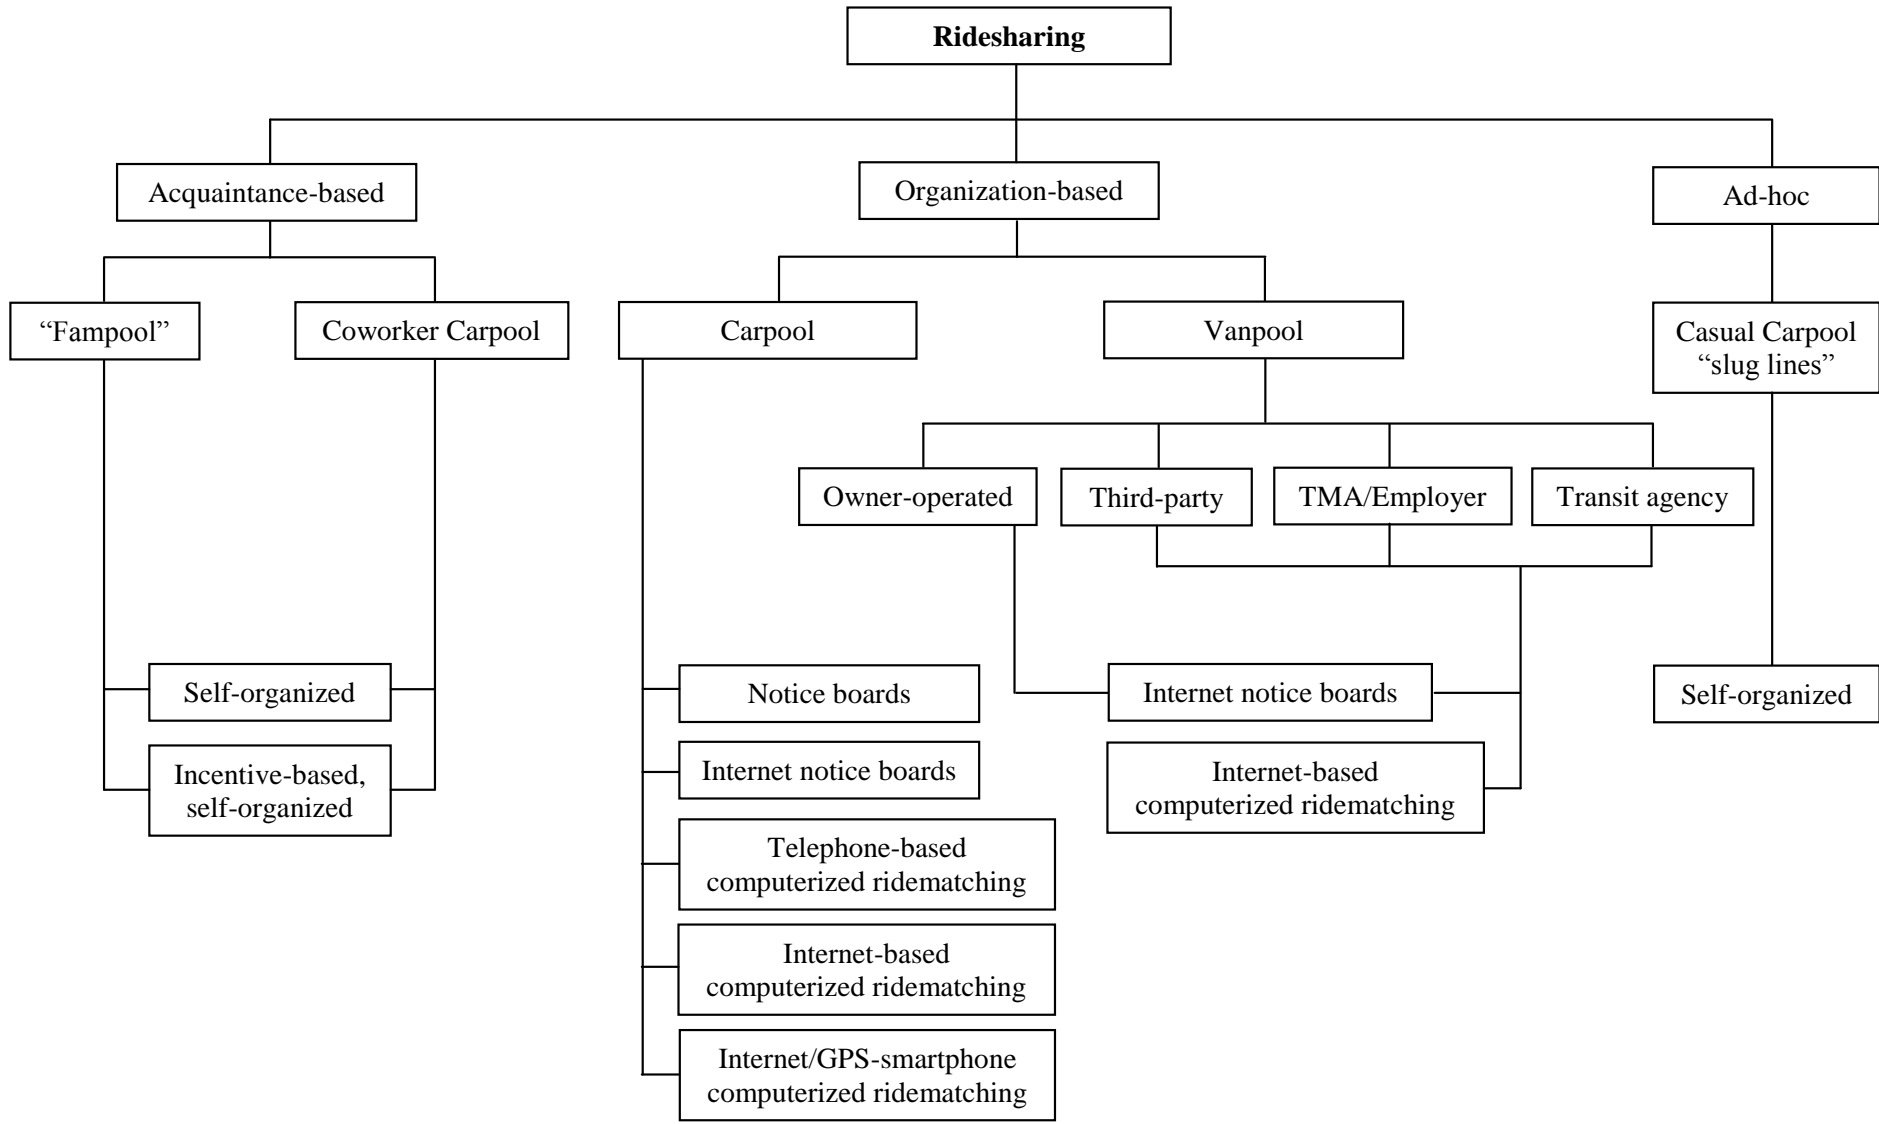 Ridesharing
Acquaintance-based
Organization-based
Ad-hoc
“Fampool”
Coworker Carpool
Carpool
Vanpool
Casual Carpool
“slug lines”
Owner-operated
Third-party
TMA/Employer
Transit agency
Self-organized
Incentive-based,
self-organized
Notice boards
Internet notice boards
Telephone-based
computerized ridematching
Internet-based
computerized ridematching
Internet/GPS-smartphone
computerized ridematching
Internet notice boards
Internet-based
computerized ridematching
Self-organized